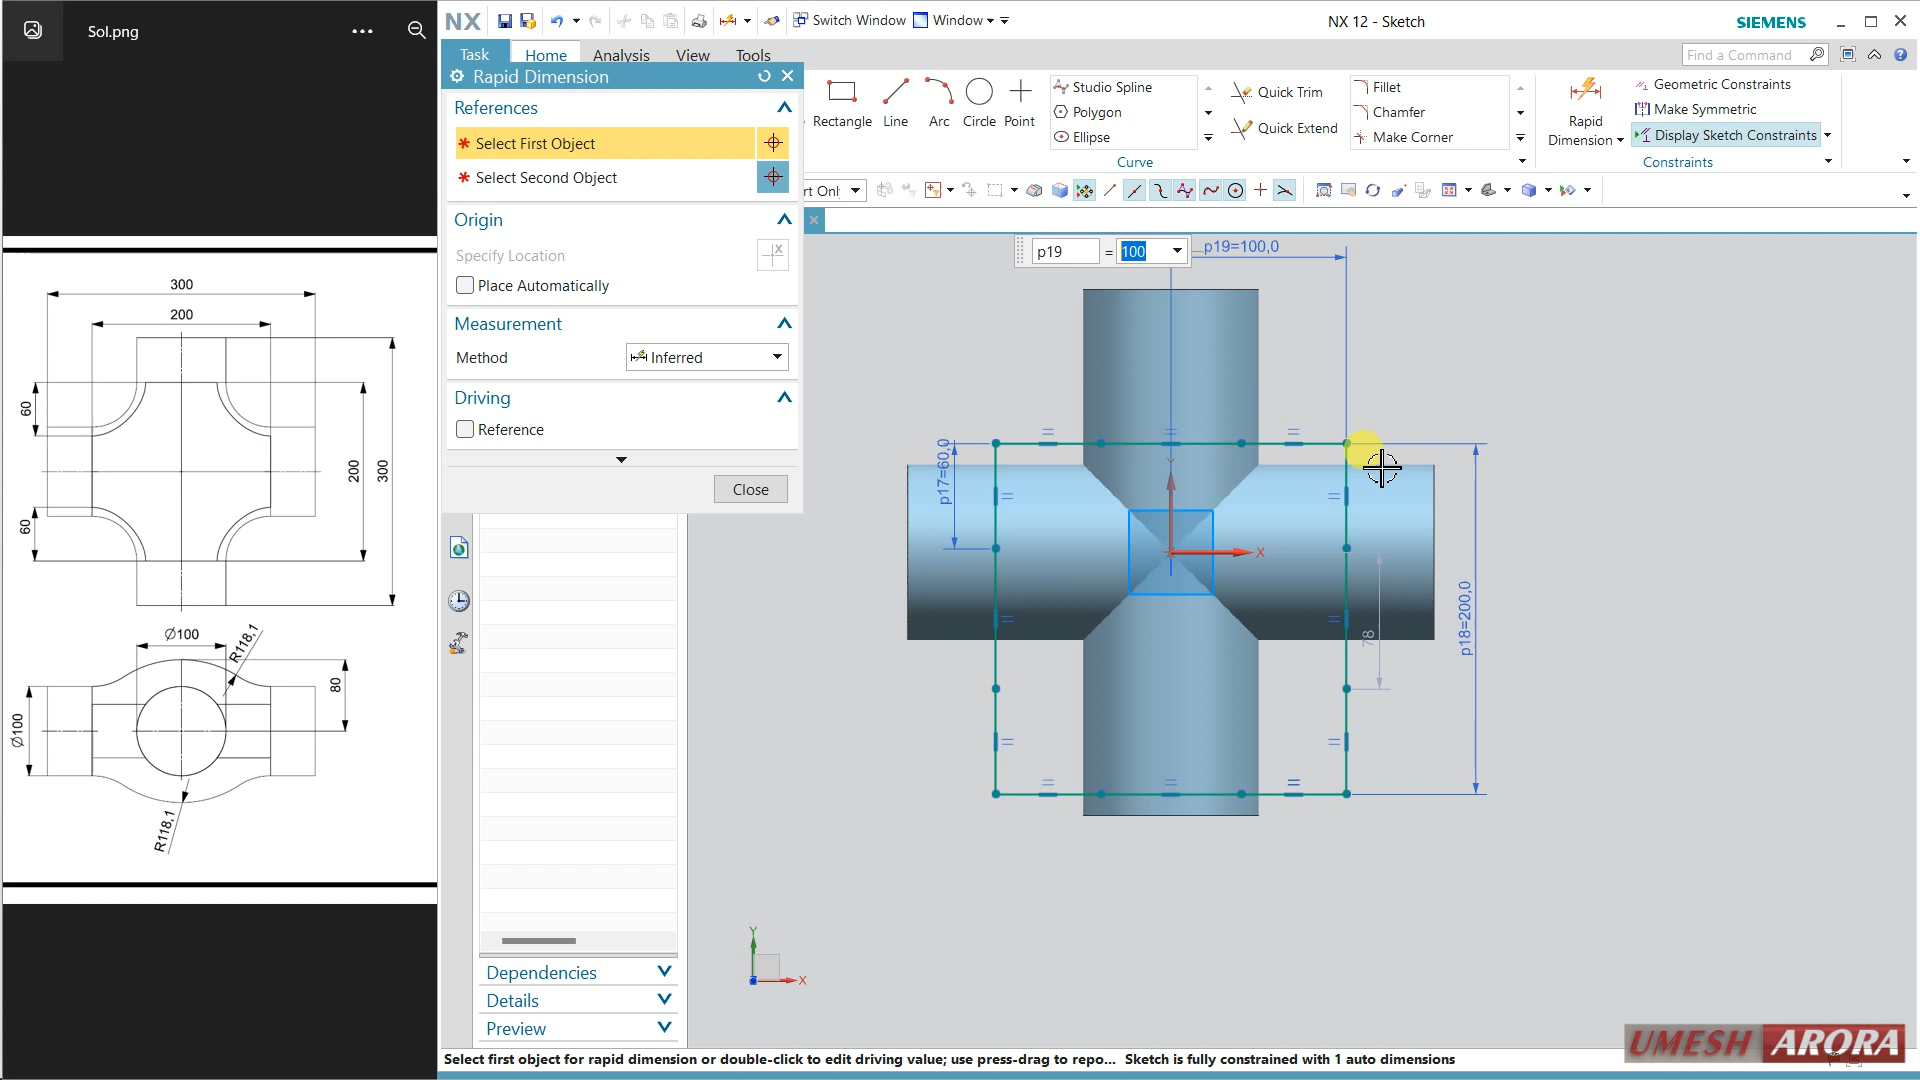 Sol.png
300
200
60
200
300
60
Ø100
R118,1
80
Ø100
R118,1
NX
Switch Window
Window
NX 12 - Sketch
SIEMENS
Task
Home
Analysis
View
Tools
Find a Command
Rapid Dimension
References
* Select First Object
* Select Second Object
Origin
Specify Location
Place Automatically
Measurement
Method
Inferred
Driving
Reference
Close
Rectangle
Line
Arc
Circle
Point
Studio Spline
Polygon
Ellipse
Quick Trim
Quick Extend
Fillet
Chamfer
Make Corner
Curve
Rapid
Dimension
Geometric Constraints
Make Symmetric
Display Sketch Constraints
Constraints
rt Onl
p19
=
100
p19=100,0
p17=60,0
X
78
p18=200,0
Y
X
Dependencies
Details
Preview
Select first object for rapid dimension or double-click to edit driving value; use press-drag to repo... Sketch is fully constrained with 1 auto dimensions
UMESH ARORA